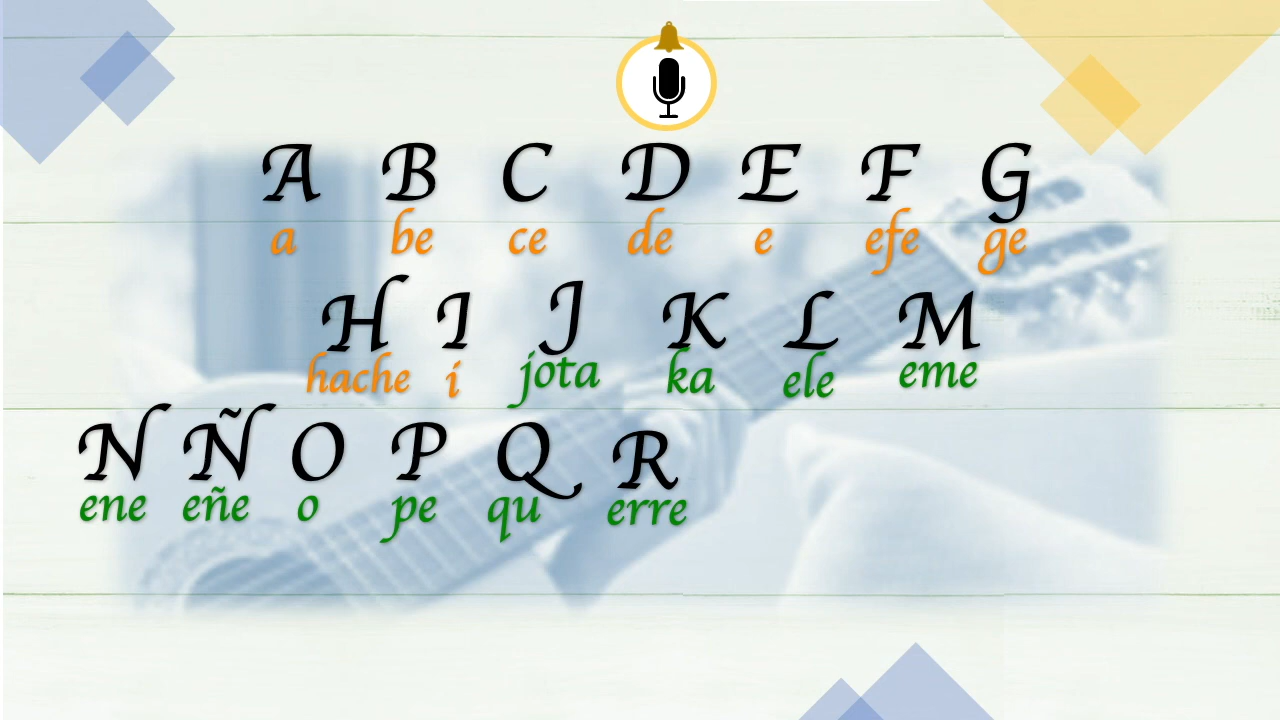 A B C D E F G
a be ce de e efe ge
H I J K L M
hache i jota ka ele eme
N Ñ O P Q R
ene eñe o pe qu erre